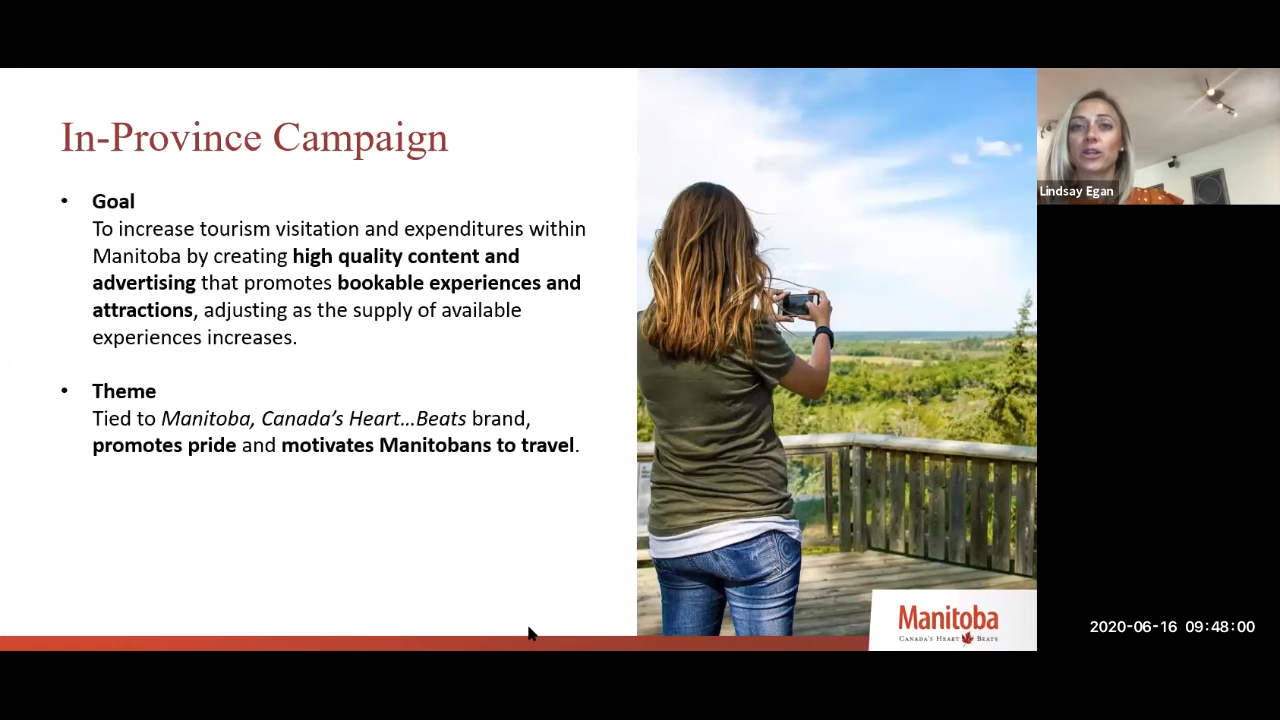 In-Province Campaign
• Goal
To increase tourism visitation and expenditures within
Manitoba by creating high quality content and
advertising that promotes bookable experiences and
attractions, adjusting as the supply of available
experiences increases.
• Theme
Tied to Manitoba, Canada's Heart...Beats brand,
promotes pride and motivates Manitobans to travel.
Manitoba
CANADA'S HEART BEATS
Lindsay Egan
2020-06-16 09:48:00